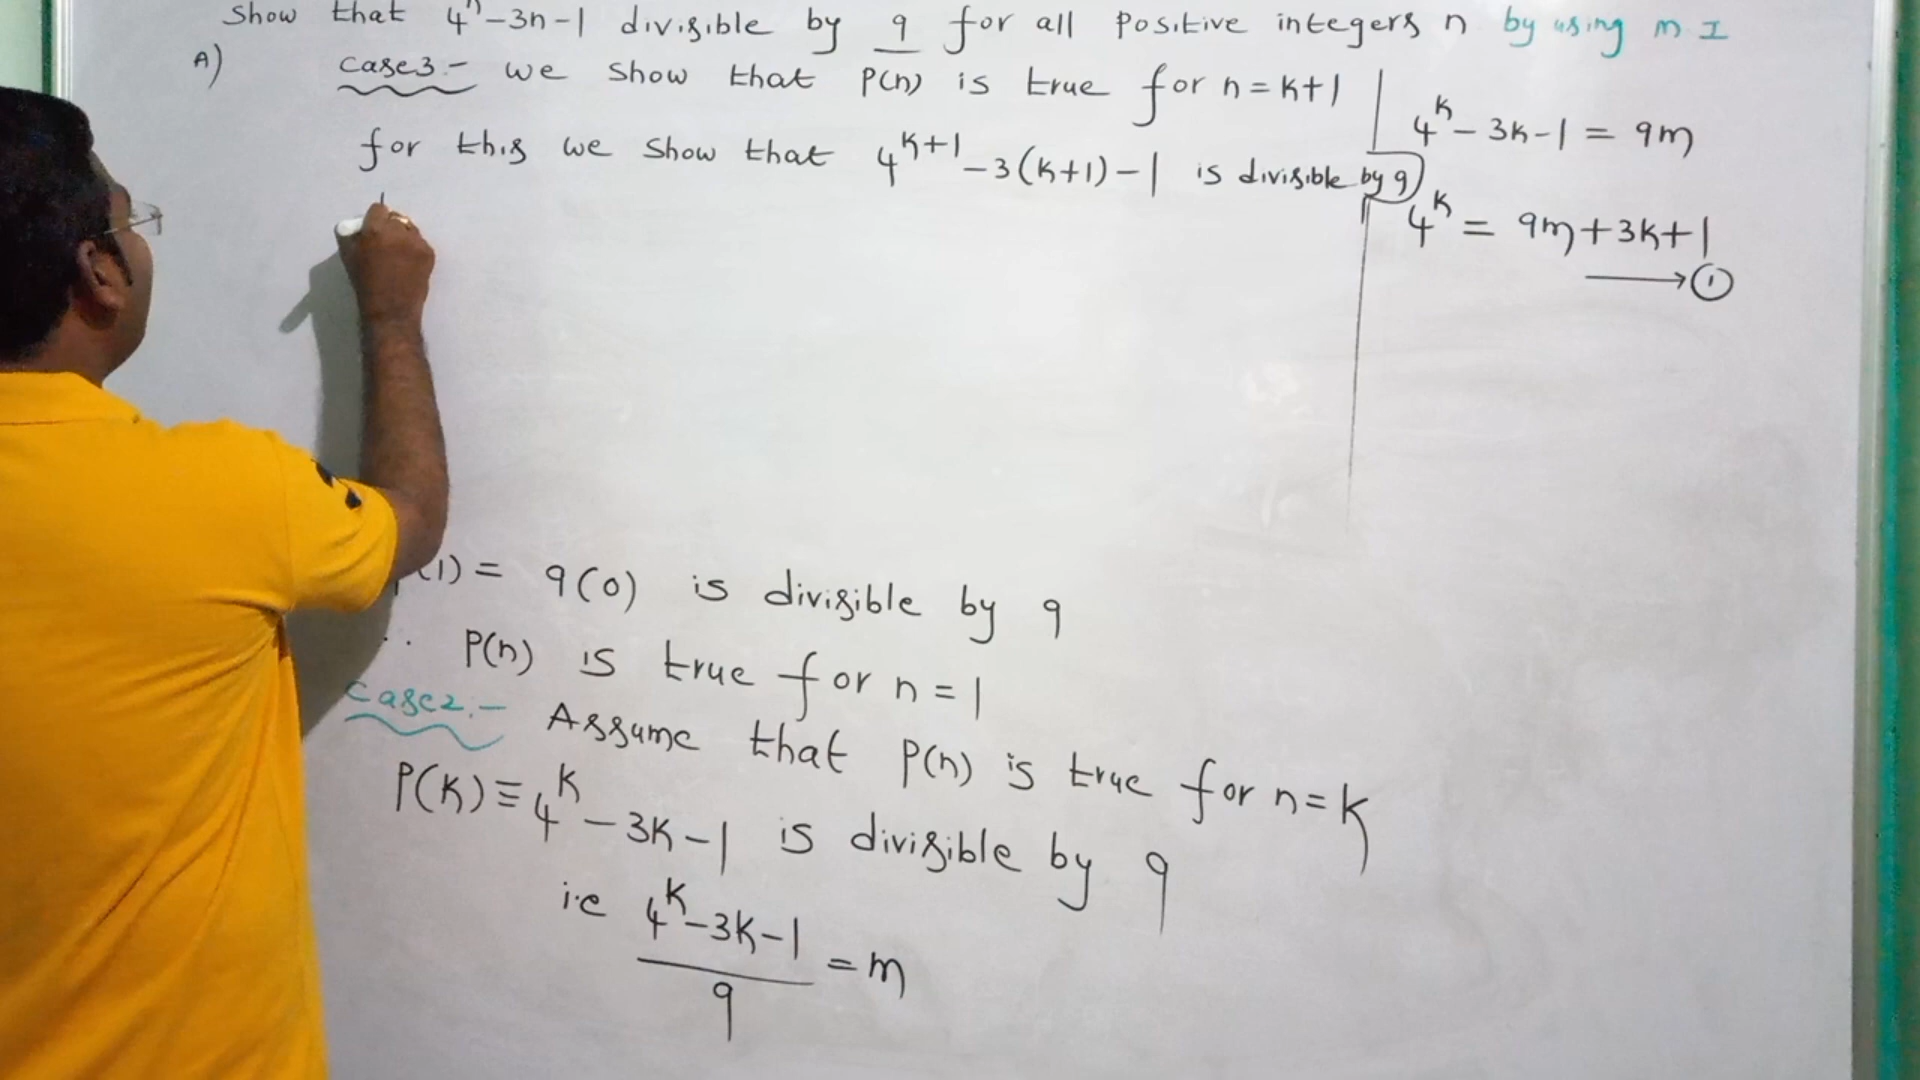 Show that 4ⁿ-3n-1 divisible by 9 for all positive integers n by using m I
A) case3:- we show that P(n) is true for n=k+1
for this we show that 4^{k+1}-3(k+1)-1 is divisible by 9
4^k-3k-1=9m
4^k=9m+3k+1
→①
(1)= 9(0) is divisible by 9
P(n) is true for n=1
case2:- Assume that P(n) is true for n=k
P(k)≡4^k-3k-1 is divisible by 9
i.e \frac{4^k-3k-1}{9}=m